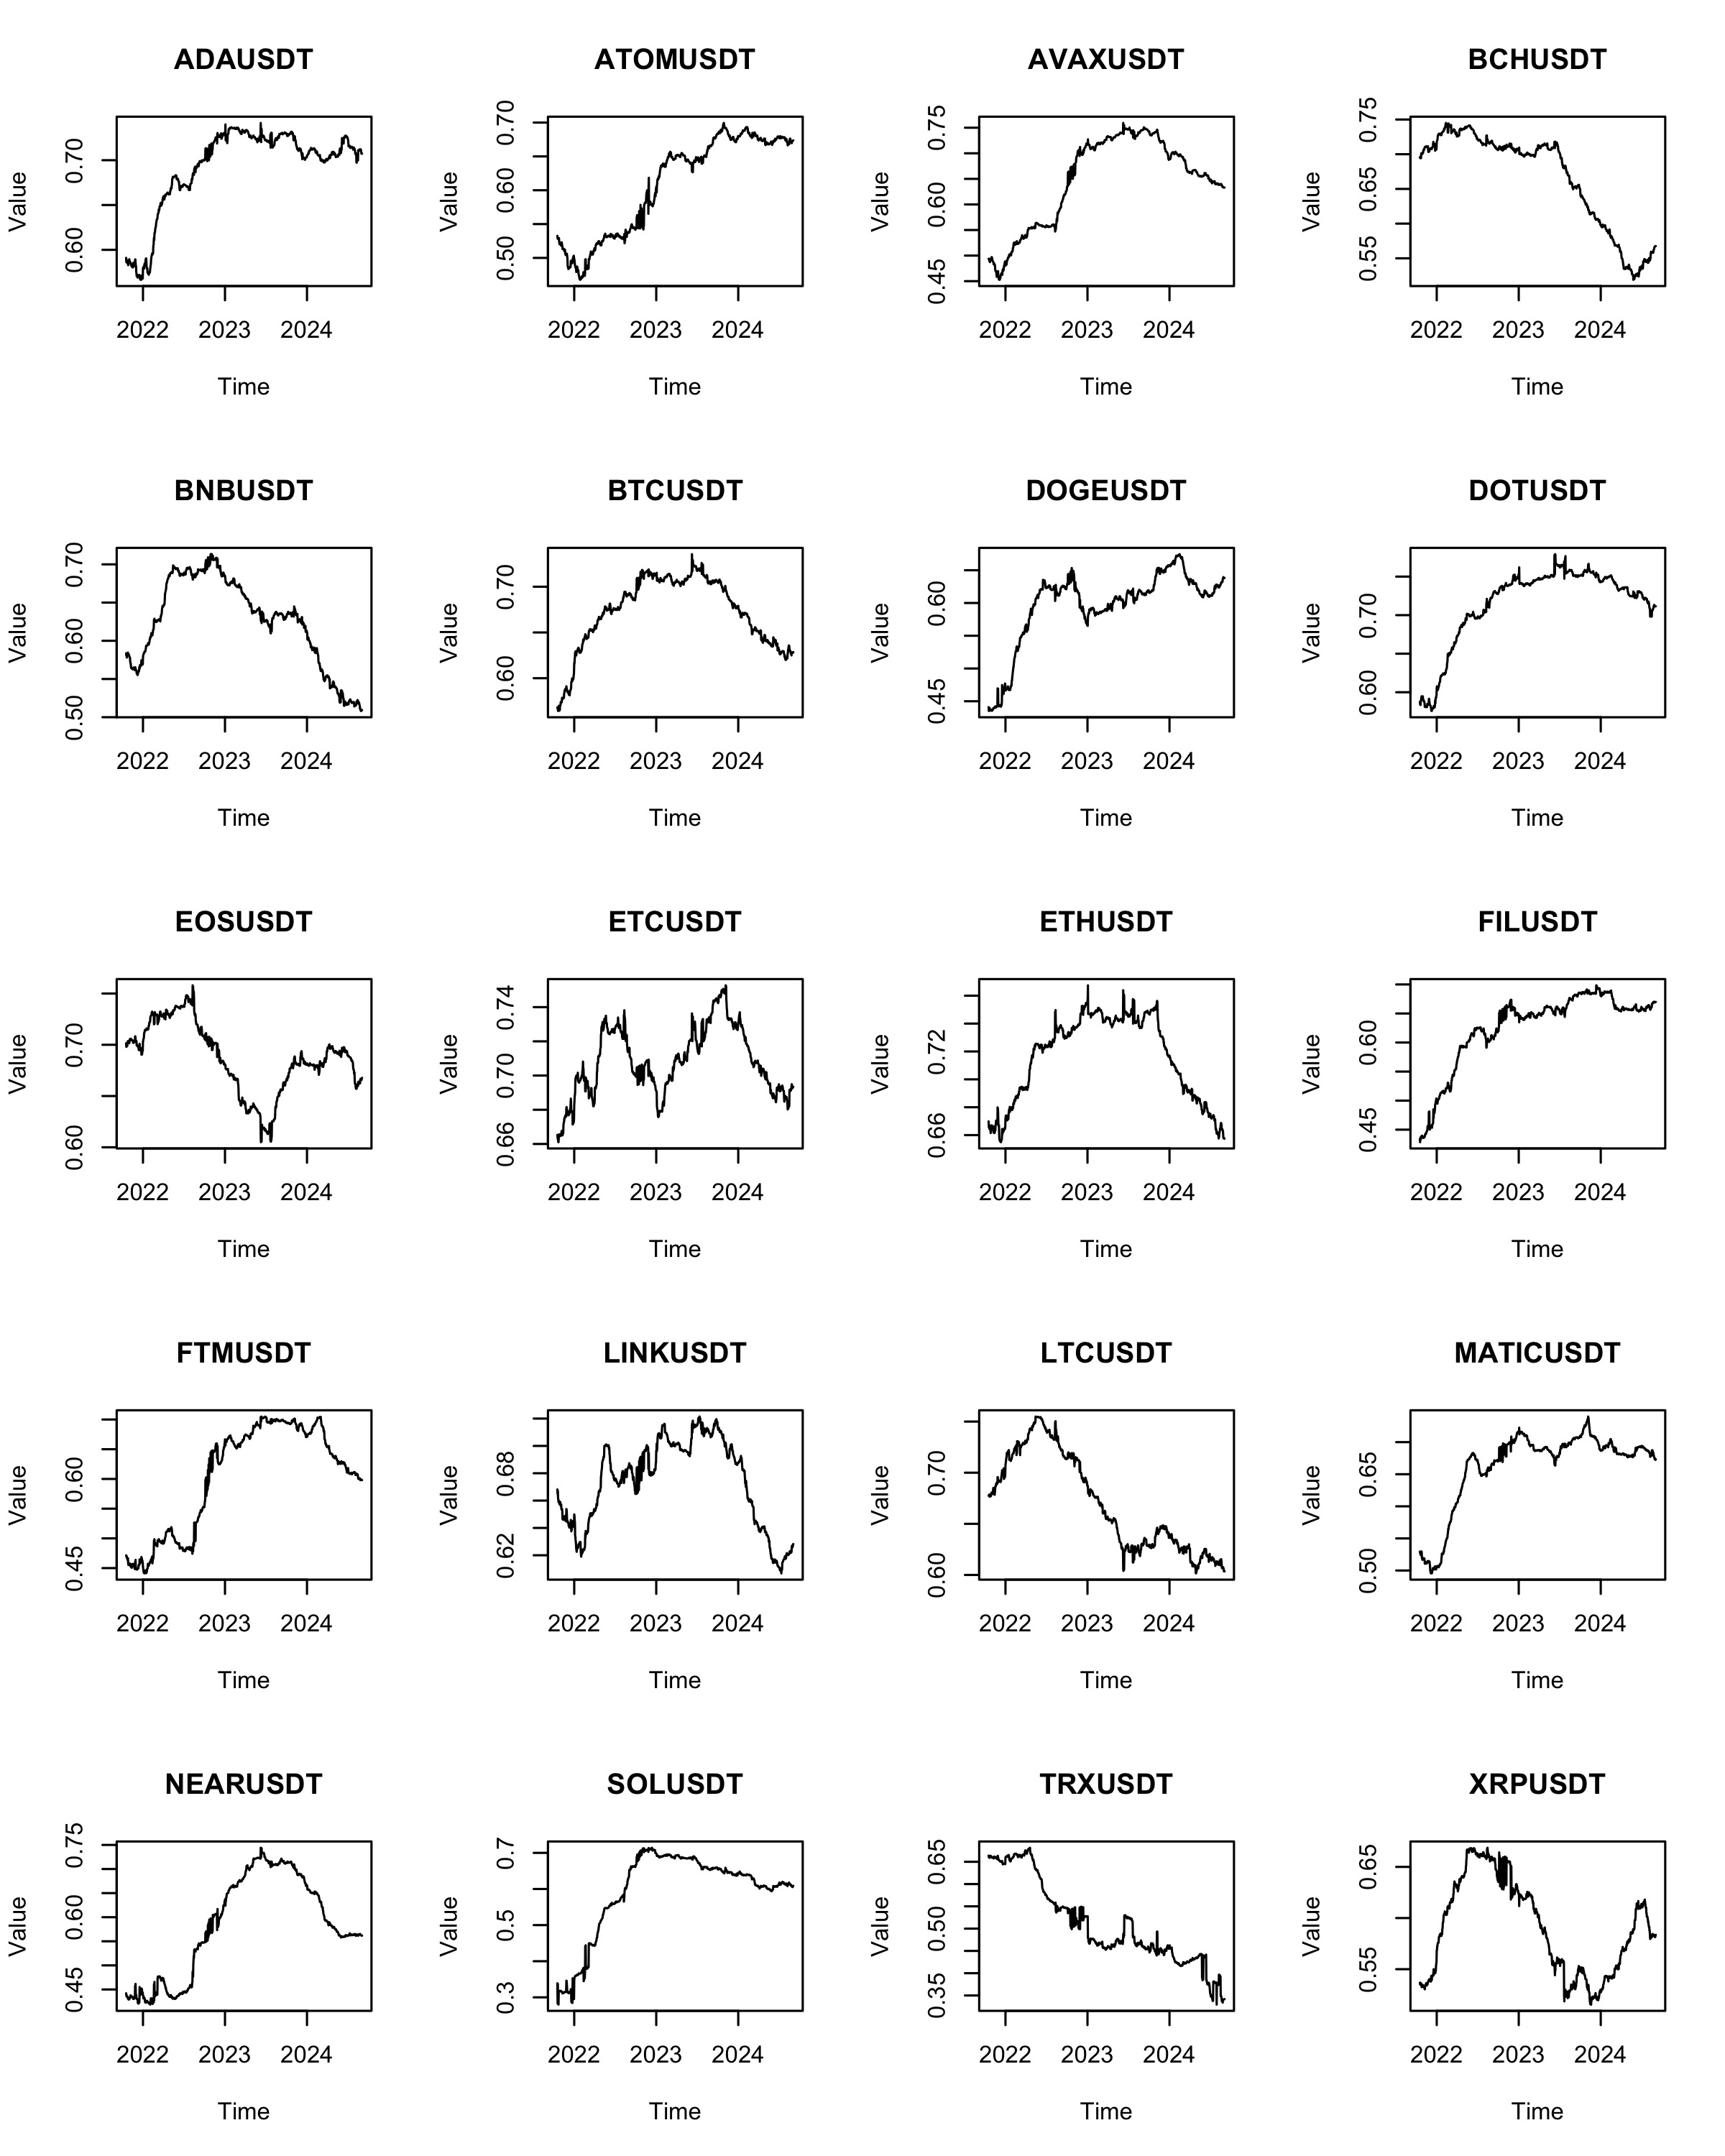 ADAUSDT ATOMUSDT AVAXUSDT BCHUSDT
Value 0.60 0.70 Value 0.50 0.60 0.70 Value 0.45 0.60 0.75 Value 0.55 0.65 0.75
2022 2023 2024 2022 2023 2024 2022 2023 2024 2022 2023 2024
Time Time Time Time
BNBUSDT BTCUSDT DOGEUSDT DOTUSDT
Value 0.50 0.60 0.70 Value 0.60 0.70 Value 0.45 0.60 Value 0.60 0.70
2022 2023 2024 2022 2023 2024 2022 2023 2024 2022 2023 2024
Time Time Time Time
EOSUSDT ETCUSDT ETHUSDT FILUSDT
Value 0.60 0.70 Value 0.66 0.70 0.74 Value 0.66 0.72 Value 0.45 0.60
2022 2023 2024 2022 2023 2024 2022 2023 2024 2022 2023 2024
Time Time Time Time
FTMUSDT LINKUSDT LTCUSDT MATICUSDT
Value 0.45 0.60 Value 0.62 0.68 Value 0.60 0.70 Value 0.50 0.65
2022 2023 2024 2022 2023 2024 2022 2023 2024 2022 2023 2024
Time Time Time Time
NEARUSDT SOLUSDT TRXUSDT XRPUSDT
Value 0.45 0.60 0.75 Value 0.3 0.5 0.7 Value 0.35 0.50 0.65 Value 0.55 0.65
2022 2023 2024 2022 2023 2024 2022 2023 2024 2022 2023 2024
Time Time Time Time